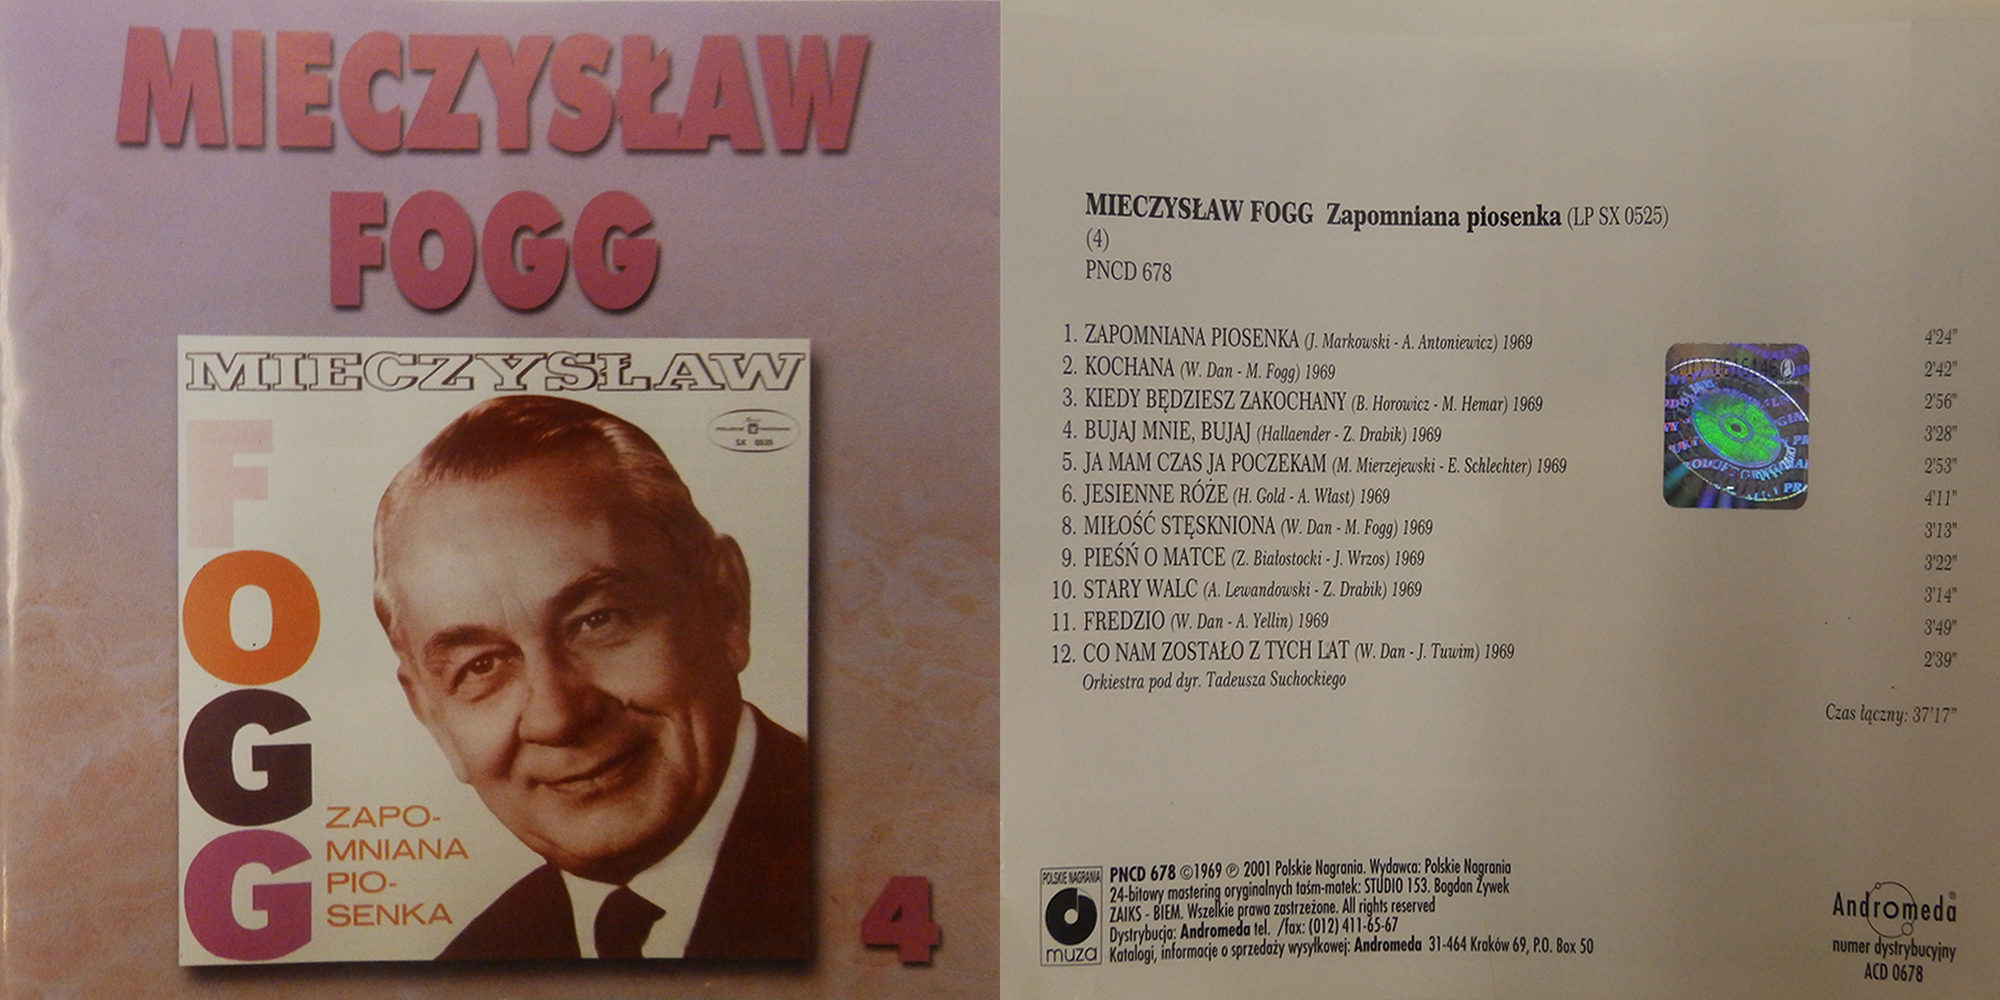 MIECZYSŁAW
FOGG
MIECZYSŁAW
FOGG
POLSKIE NAGRANIA
SX 0525
ZAPO-
MNIANA
PIO-
SENKA
4
MIECZYSŁAW FOGG Zapomniana piosenka (LP SX 0525)
(4)
PNCD 678
1. ZAPOMNIANA PIOSENKA (J. Markowski - A. Antoniewicz) 1969 4'24"
2. KOCHANA (W. Dan - M. Fogg) 1969 2'42"
3. KIEDY BĘDZIESZ ZAKOCHANY (B. Horowicz - M. Hemar) 1969 2'56"
4. BUJAJ MNIE, BUJAJ (Hallaender - Z. Drabik) 1969 3'28"
5. JA MAM CZAS JA POCZEKAM (M. Mierzejewski - E. Schlechter) 1969 2'53"
6. JESIENNE RÓŻE (H. Gold - A. Włast) 1969 4'11"
8. MIŁOŚĆ STĘSKNIONA (W. Dan - M. Fogg) 1969 3'13"
9. PIEŚŃ O MATCE (Z. Białostocki - J. Wrzos) 1969 3'22"
10. STARY WALC (A. Lewandowski - Z. Drabik) 1969 3'14"
11. FREDZIO (W. Dan - A. Yellin) 1969 3'49"
12. CO NAM ZOSTAŁO Z TYCH LAT (W. Dan - J. Tuwim) 1969 2'39"
Orkiestra pod dyr. Tadeusza Suchockiego
Czas łączny: 37'17"
POLSKIE NAGRANIA
muza
PNCD 678 ©1969 ℗ 2001 Polskie Nagrania. Wydawca: Polskie Nagrania
24-bitowy mastering oryginalnych taśm-matek: STUDIO 153. Bogdan Żywek
ZAIKS - BIEM. Wszelkie prawa zastrzeżone. All rights reserved
Dystrybucja: Andromeda tel. /fax: (012) 411-65-67
Katalogi, informacje o sprzedaży wysyłkowej: Andromeda 31-464 Kraków 69, P.O. Box 50
Andromeda
numer dystrybucyjny
ACD 0678